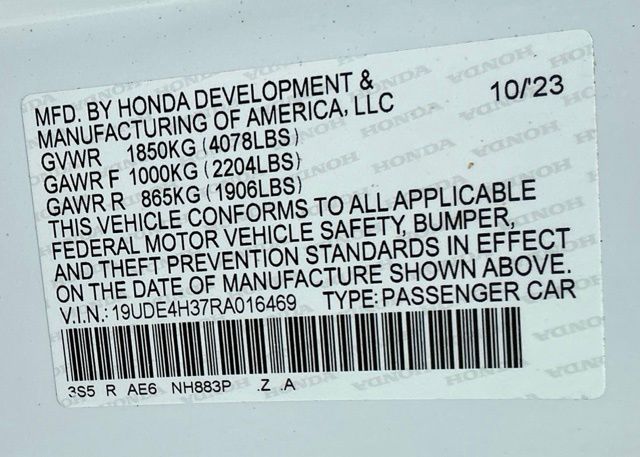 MFD. BY HONDA DEVELOPMENT & 10/'23
MANUFACTURING OF AMERICA, LLC
GVWR 1850KG (4078LBS)
GAWR F 1000KG (2204LBS)
GAWR R 865KG (1906LBS)
THIS VEHICLE CONFORMS TO ALL APPLICABLE
FEDERAL MOTOR VEHICLE SAFETY, BUMPER,
AND THEFT PREVENTION STANDARDS IN EFFECT
ON THE DATE OF MANUFACTURE SHOWN ABOVE.
V.I.N.:19UDE4H37RA016469 TYPE:PASSENGER CAR
3S5 R AE6 NH883P .Z .A